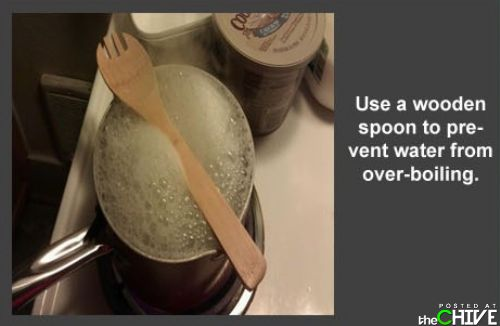 Use a wooden
spoon to pre-
vent water from
over-boiling.
POSTED AT
theCHIVE